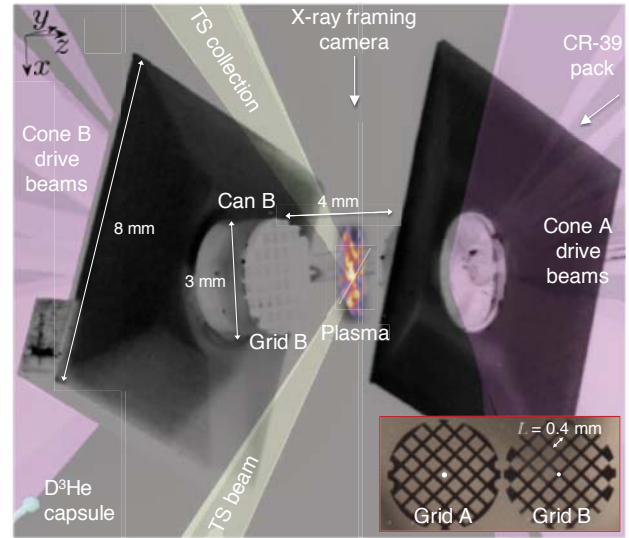 y
z
x
TS collection
X-ray framing
camera
CR-39
pack
Cone B
drive
beams
8 mm
Can B
4 mm
3 mm
Cone A
drive
beams
Grid B
Plasma
L = 0.4 mm
Grid A
Grid B
TS beam
D³He
capsule